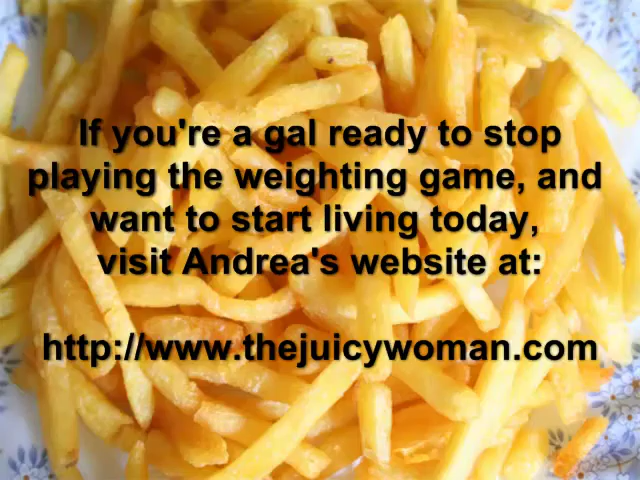 If you're a gal ready to stop
playing the weighting game, and
want to start living today,
visit Andrea's website at:
http://www.thejuicywoman.com